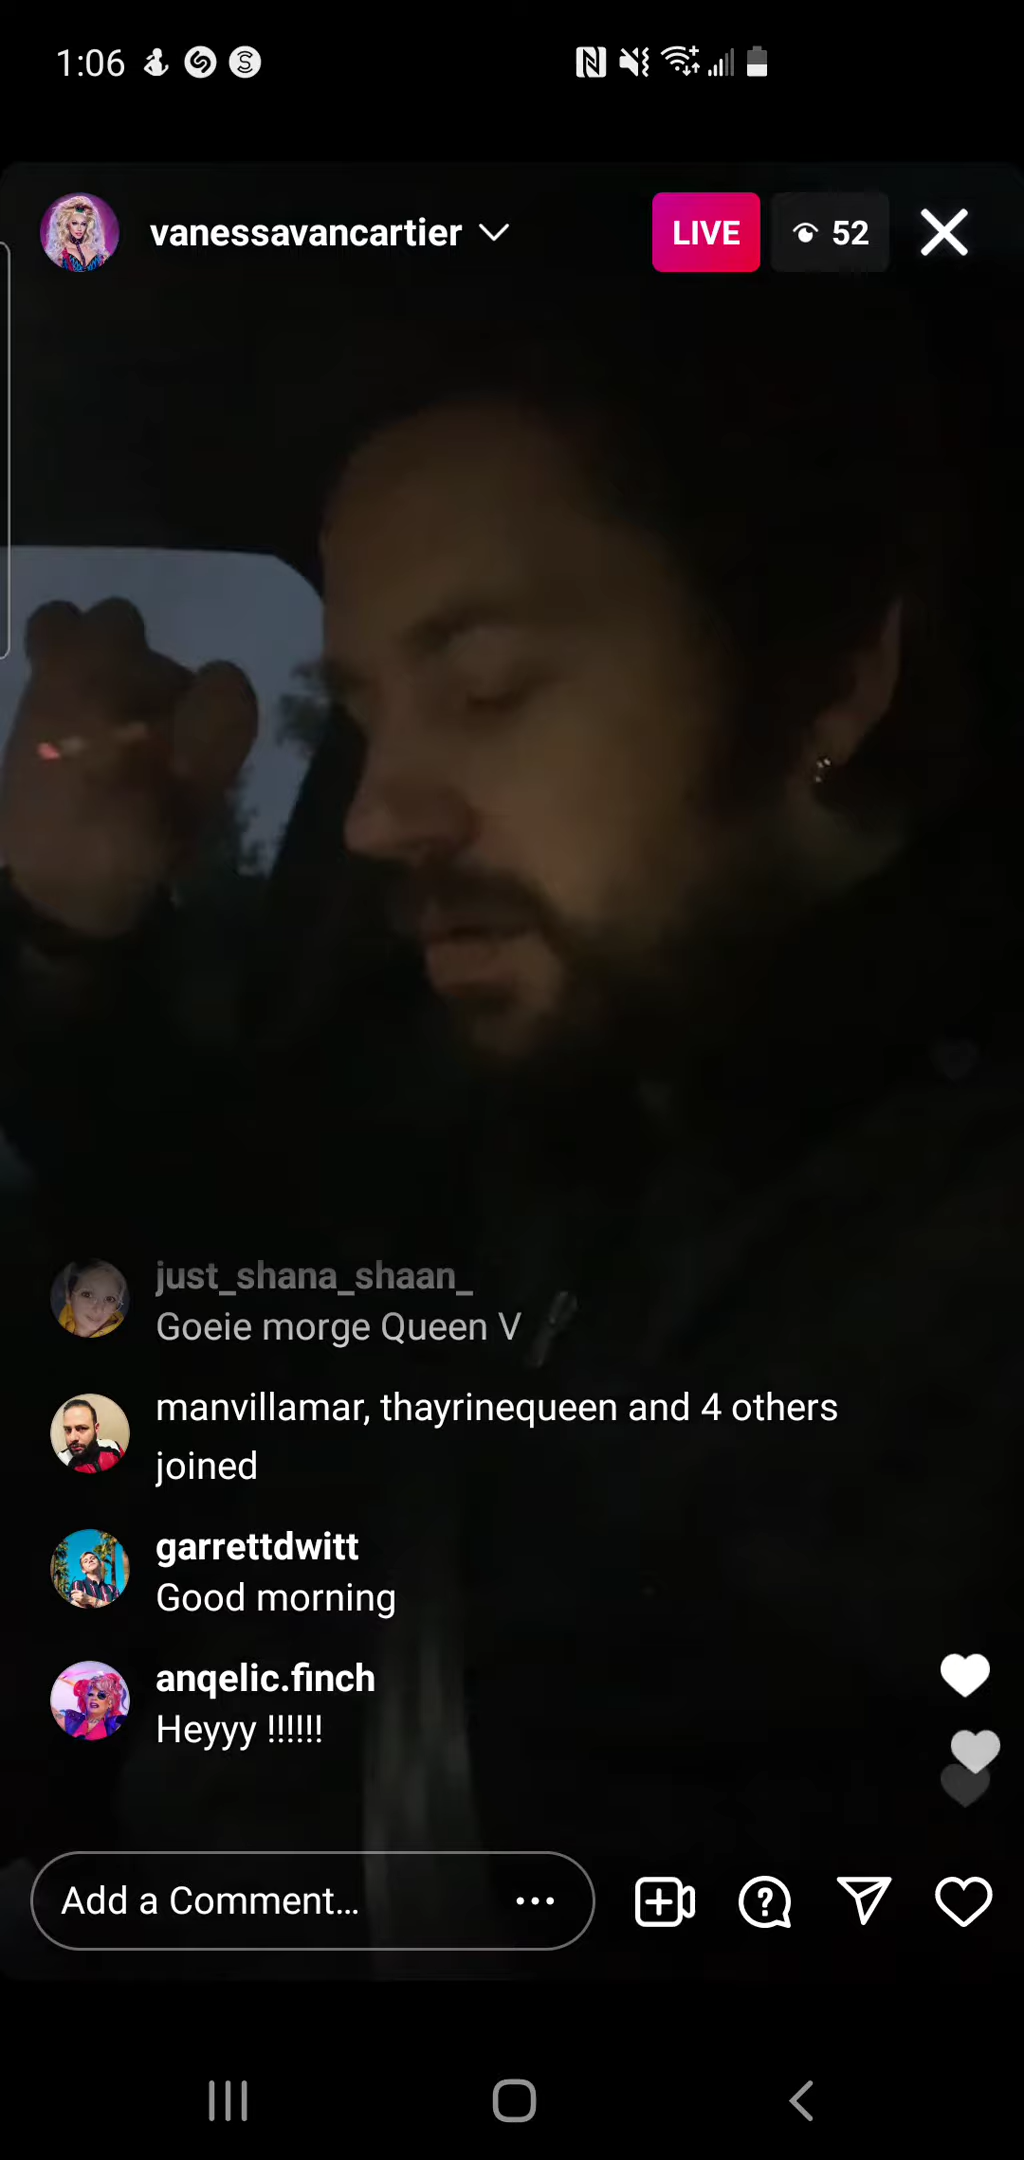 1:06
vanessavancartier
LIVE
52
just_shana_shaan_
Goeie morge Queen V
manvillamar, thayrinequeen and 4 others
joined
garrettdwitt
Good morning
anqelic.finch
Heyyy !!!!!!
Add a Comment...